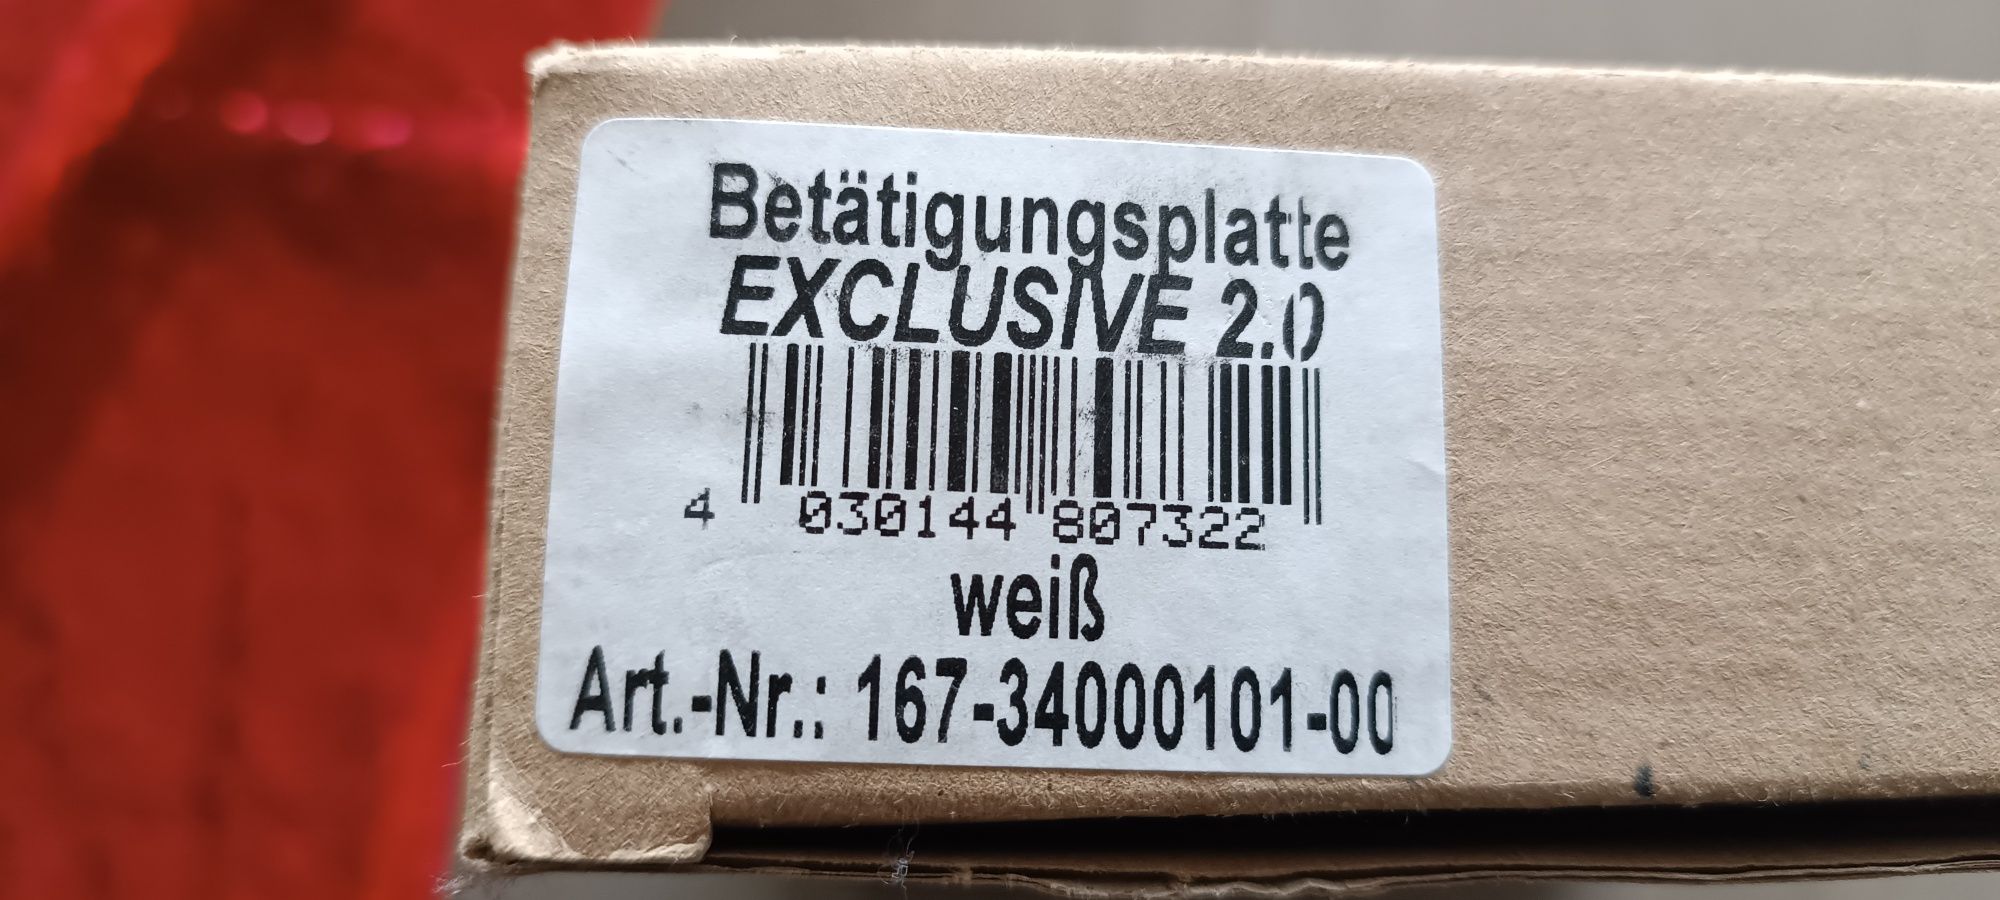 Betätigungsplatte
EXCLUSIVE 2.0
4 030144 807322
weiß
Art.-Nr.: 167-34000101-00